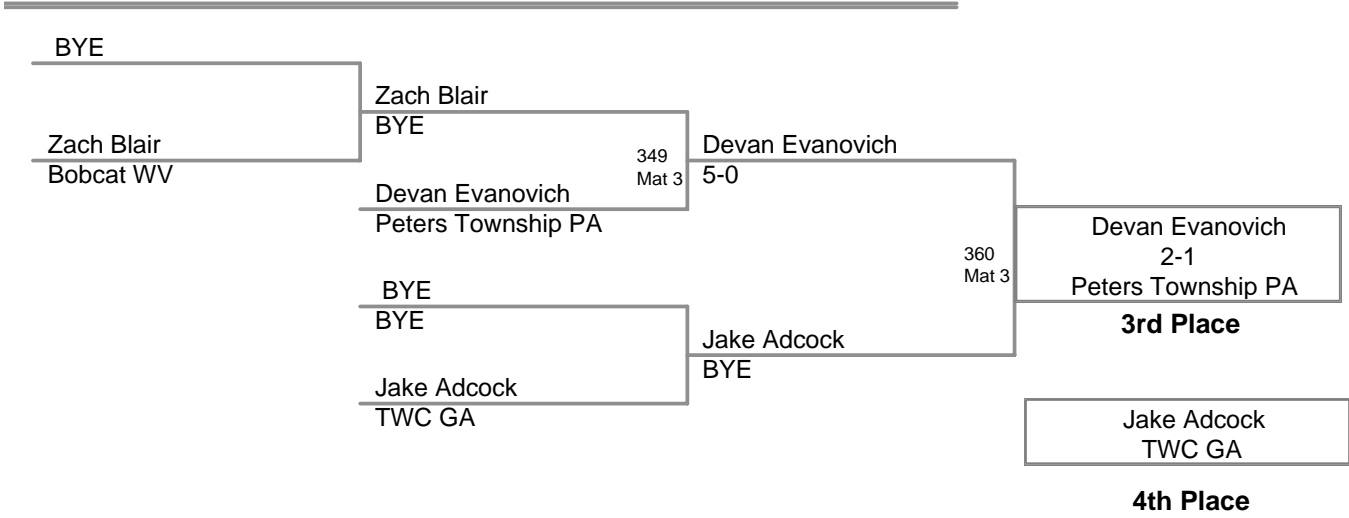 BYE
Zach Blair
Bobcat WV
Zach Blair
BYE
Devan Evanovich
Peters Township PA
349
Mat 3
BYE
BYE
Jake Adcock
TWC GA
Devan Evanovich
5-0
Jake Adcock
BYE
360
Mat 3
Devan Evanovich
2-1
Peters Township PA
3rd Place
Jake Adcock
TWC GA
4th Place